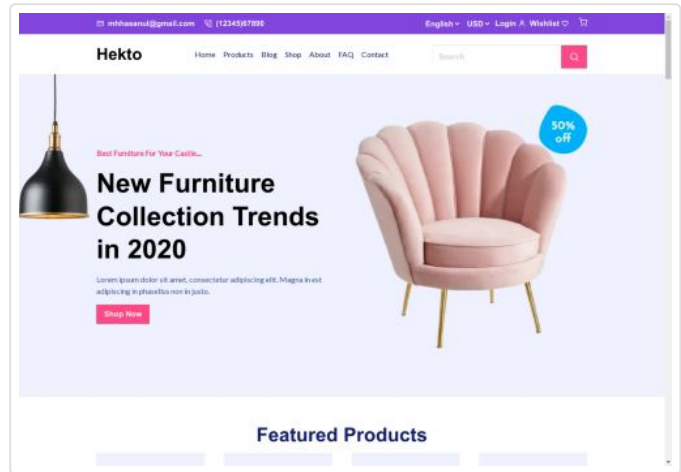 mhhasanul@gmail.com (12345)67890 English USD Login Wishlist
Hekto Home Products Blog Shop About FAQ Contact Search
50%
off
Best Furniture For Your Castle....
New Furniture
Collection Trends
in 2020
Lorem ipsum dolor sit amet, consectetur adipiscing elit. Magna in est
adipiscing in phasellus non in justo.
Shop Now
Featured Products